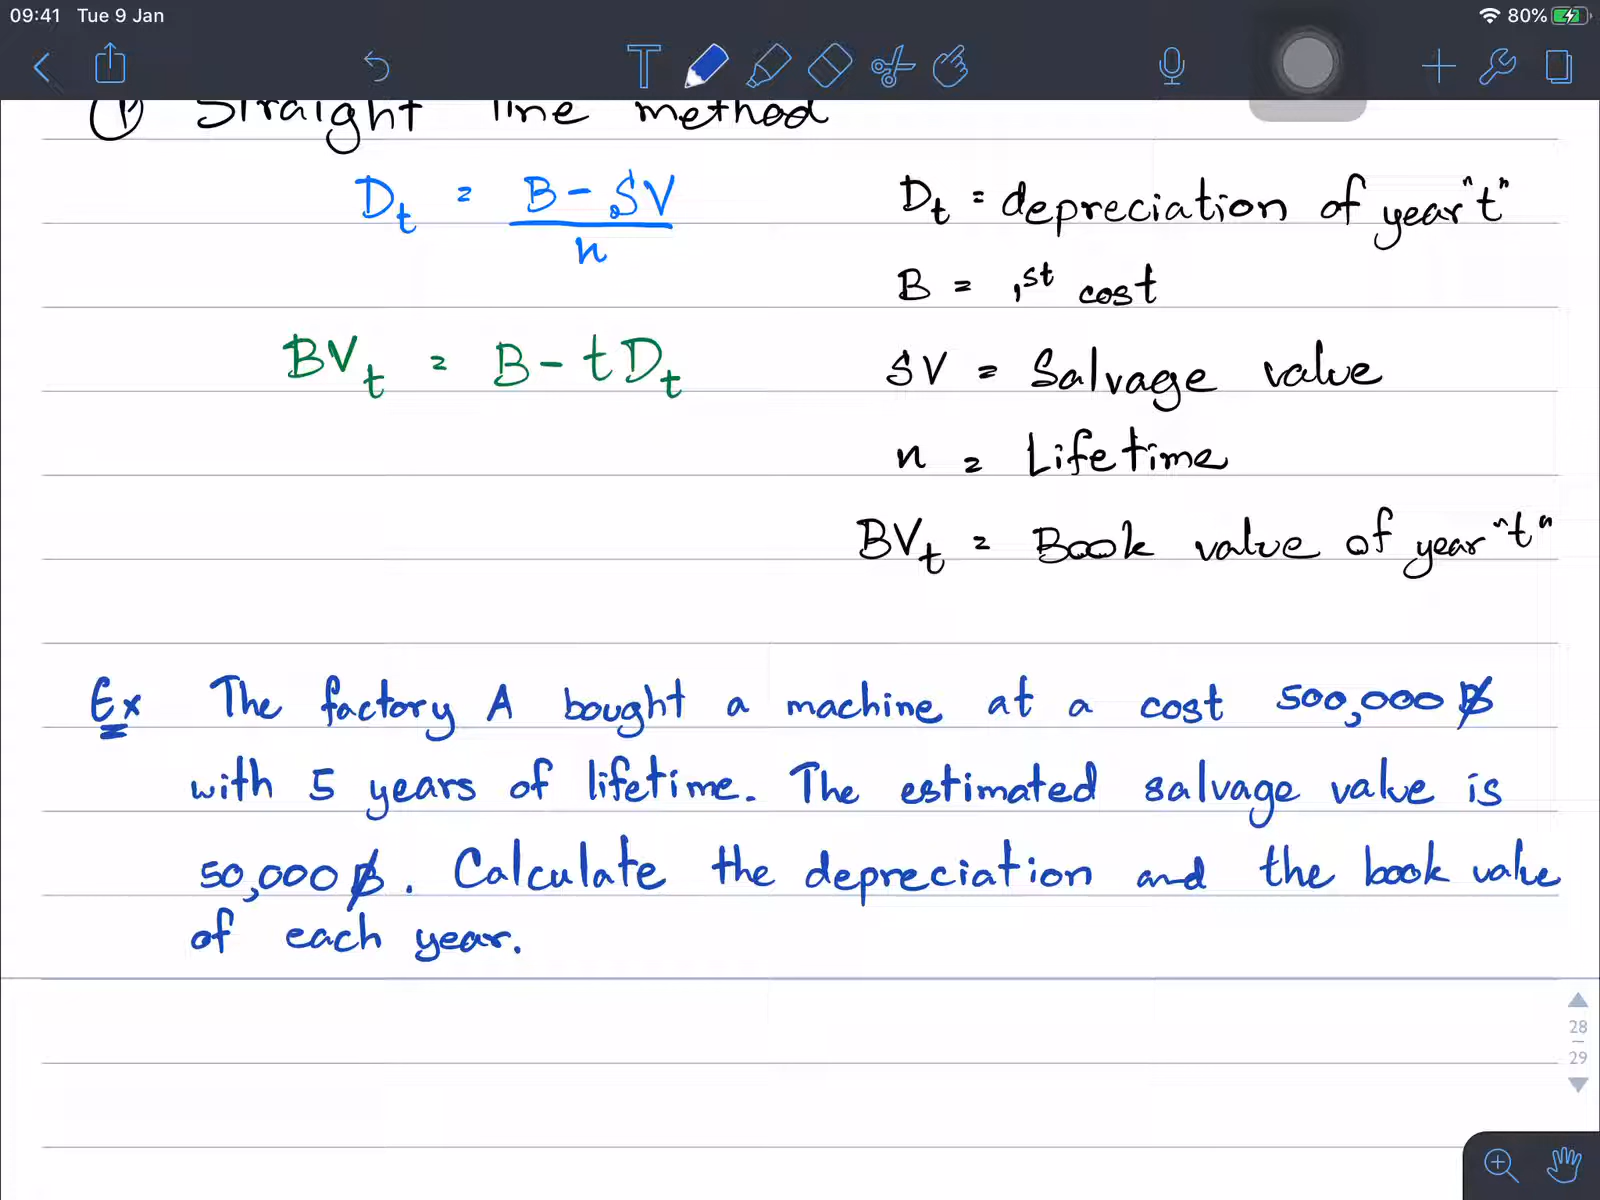 09:41 Tue 9 Jan
80%
① Straight line method
Dt = B - SV
n
Dt = depreciation of year "t"
B = 1st cost
BVt = B - tDt
SV = Salvage value
n = Lifetime
BVt = Book value of year "t"
Ex The factory A bought a machine at a cost 500,000 ฿
with 5 years of lifetime. The estimated salvage value is
50,000 ฿. Calculate the depreciation and the book value
of each year.
28
29